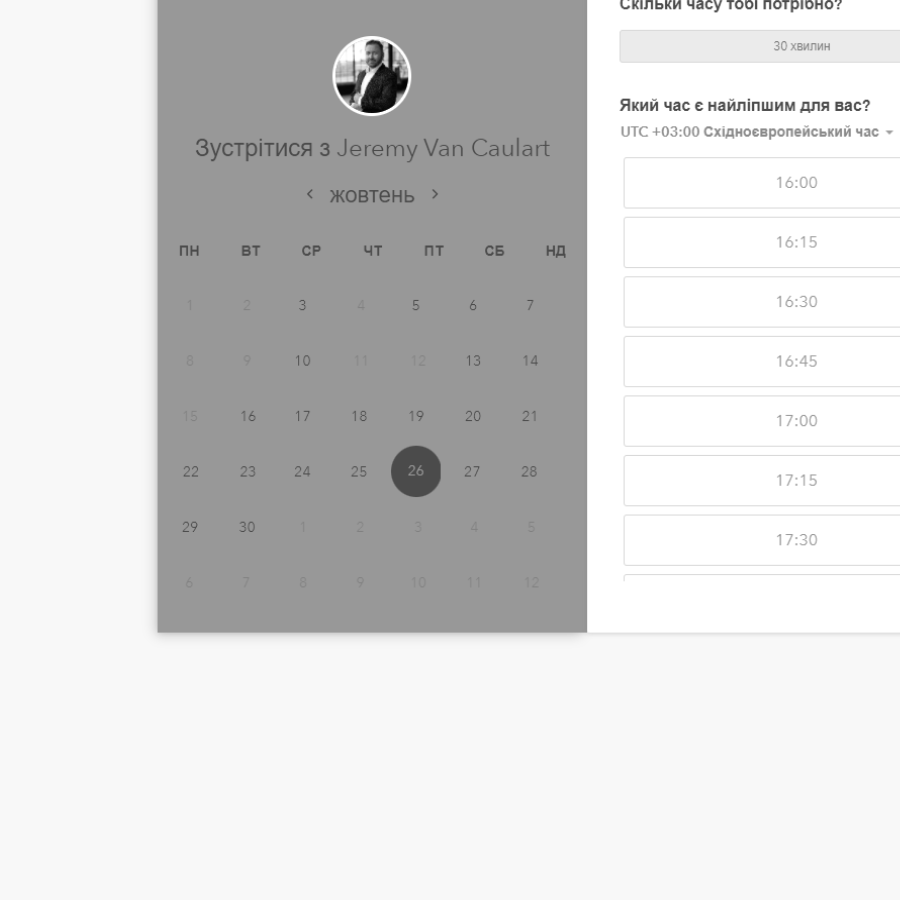 Зустрітися з Jeremy Van Caulart
‹ жовтень ›
ПН ВТ СР ЧТ ПТ СБ НД
1 2 3 4 5 6 7
8 9 10 11 12 13 14
15 16 17 18 19 20 21
22 23 24 25 26 27 28
29 30 1 2 3 4 5
6 7 8 9 10 11 12
Скільки часу тобі потрібно?
30 хвилин
Який час є найліпшим для вас?
UTC +03:00 Східноєвропейський час
16:00
16:15
16:30
16:45
17:00
17:15
17:30